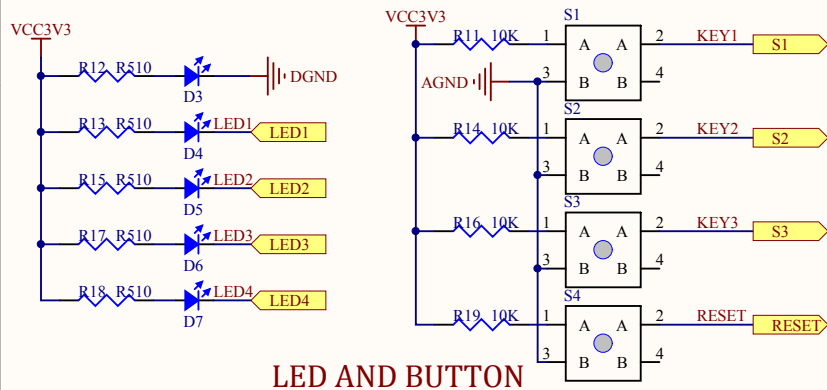 VCC3V3
R12 R510
D3
DGND
R13 R510
D4
LED1
LED1
R15 R510
D5
LED2
LED2
R17 R510
D6
LED3
LED3
R18 R510
D7
LED4
LED4
VCC3V3
S1
R11 10K
1 A A 2
KEY1
S1
AGND
3 B B 4
S2
R14 10K
1 A A 2
KEY2
S2
3 B B 4
S3
R16 10K
1 A A 2
KEY3
S3
3 B B 4
S4
R19 10K
1 A A 2
RESET
RESET
3 B B 4
LED AND BUTTON